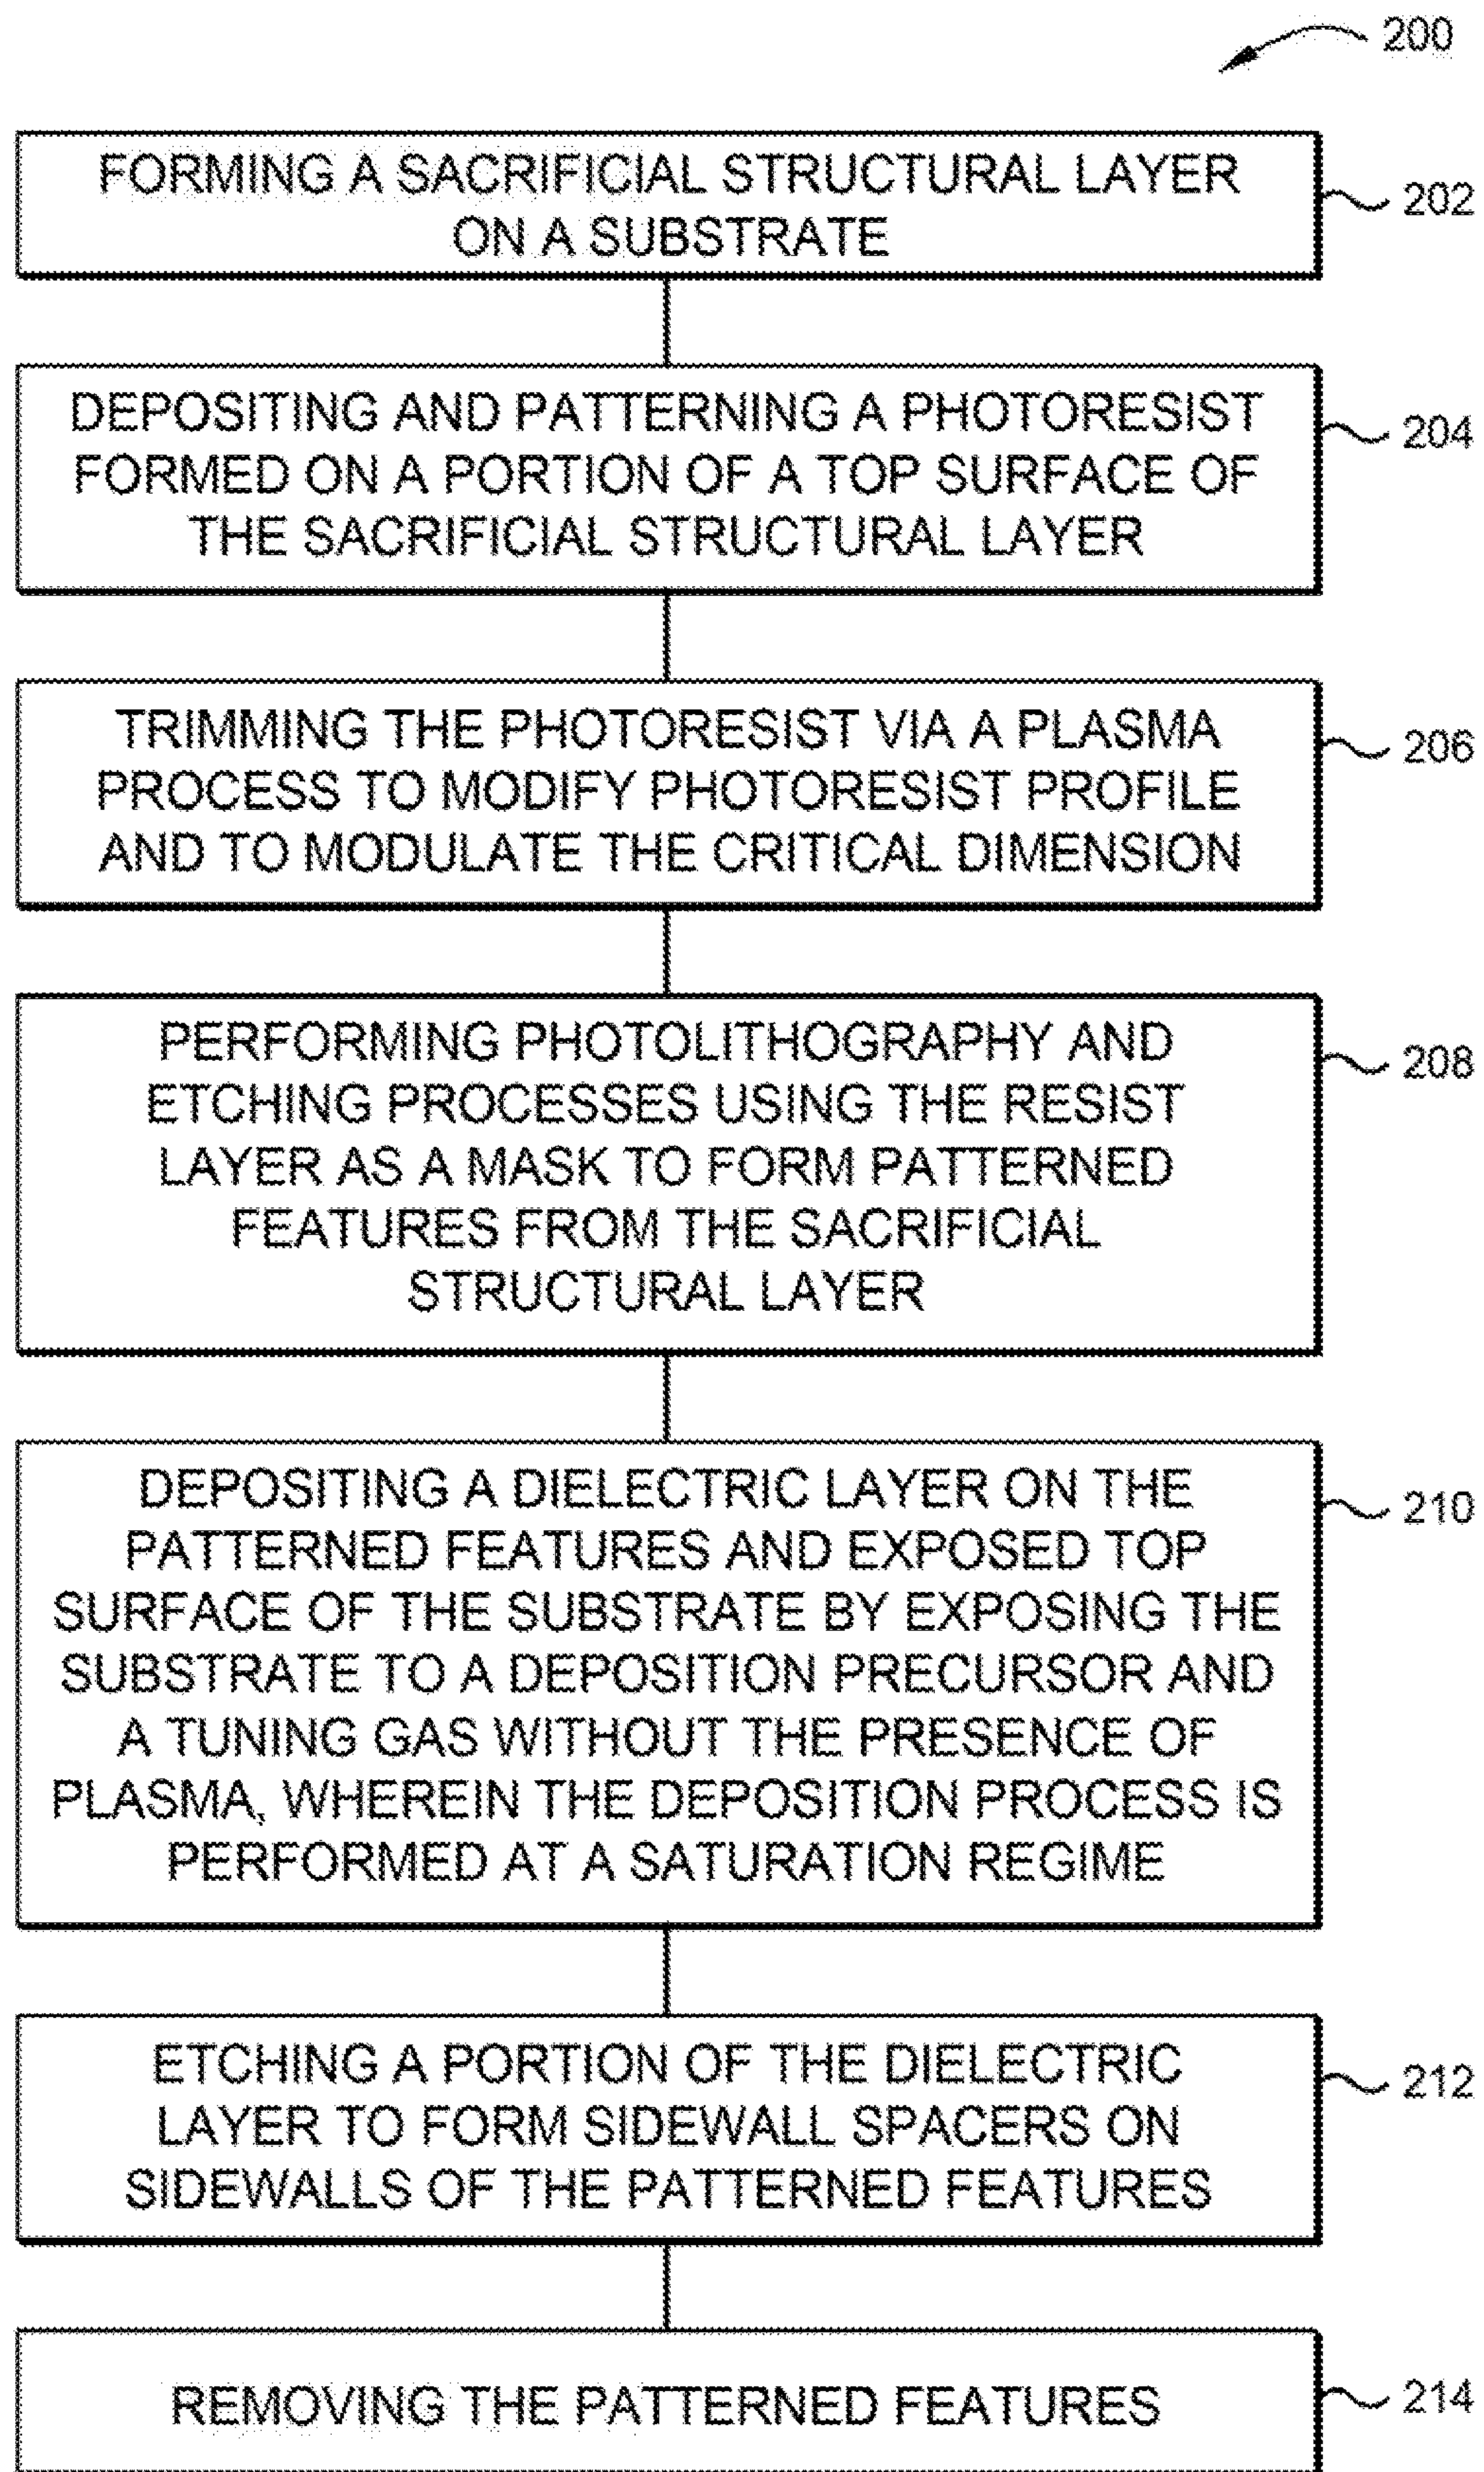 200
FORMING A SACRIFICIAL STRUCTURAL LAYER
ON A SUBSTRATE
202
DEPOSITING AND PATTERNING A PHOTORESIST
FORMED ON A PORTION OF A TOP SURFACE OF
THE SACRIFICIAL STRUCTURAL LAYER
204
TRIMMING THE PHOTORESIST VIA A PLASMA
PROCESS TO MODIFY PHOTORESIST PROFILE
AND TO MODULATE THE CRITICAL DIMENSION
206
PERFORMING PHOTOLITHOGRAPHY AND
ETCHING PROCESSES USING THE RESIST
LAYER AS A MASK TO FORM PATTERNED
FEATURES FROM THE SACRIFICIAL
STRUCTURAL LAYER
208
DEPOSITING A DIELECTRIC LAYER ON THE
PATTERNED FEATURES AND EXPOSED TOP
SURFACE OF THE SUBSTRATE BY EXPOSING THE
SUBSTRATE TO A DEPOSITION PRECURSOR AND
A TUNING GAS WITHOUT THE PRESENCE OF
PLASMA, WHEREIN THE DEPOSITION PROCESS IS
PERFORMED AT A SATURATION REGIME
210
ETCHING A PORTION OF THE DIELECTRIC
LAYER TO FORM SIDEWALL SPACERS ON
SIDEWALLS OF THE PATTERNED FEATURES
212
REMOVING THE PATTERNED FEATURES
214